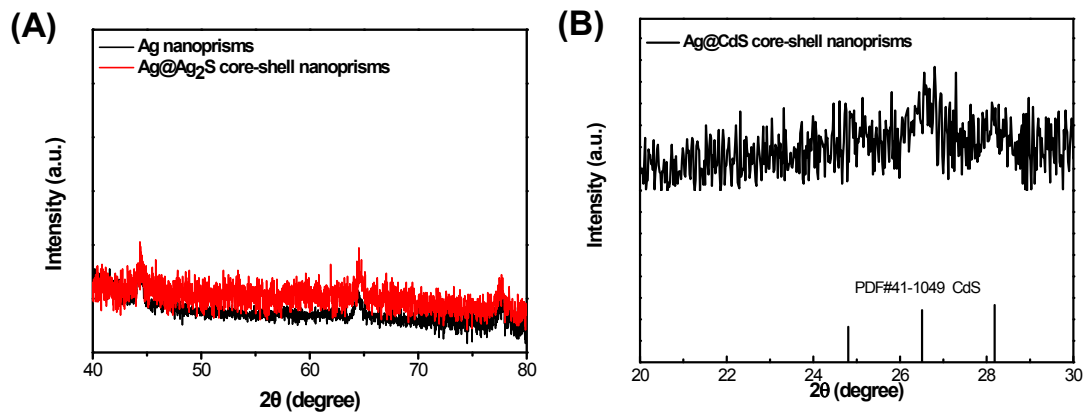 (A)
Ag nanoprisms
Ag@Ag₂S core-shell nanoprisms
Intensity (a.u.)
40 50 60 70 80
2θ (degree)
(B)
Ag@CdS core-shell nanoprisms
Intensity (a.u.)
PDF#41-1049 CdS
20 22 24 26 28 30
2θ (degree)